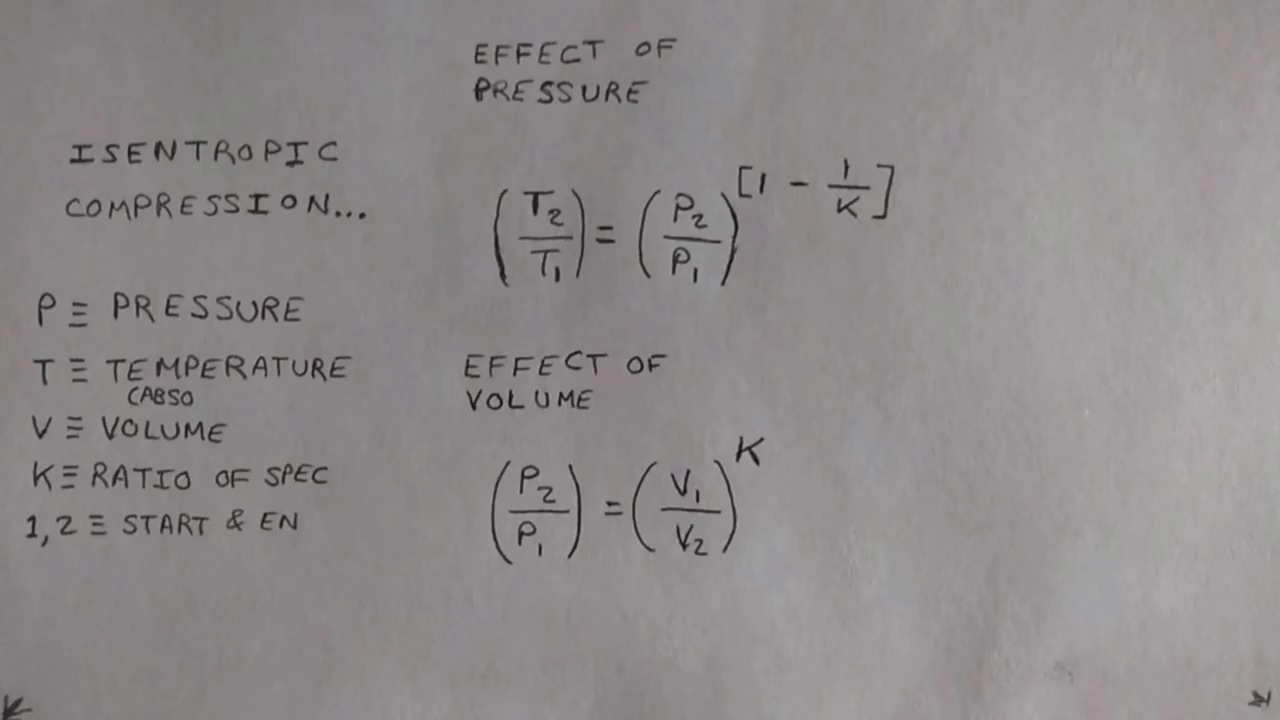 EFFECT OF
PRESSURE
ISENTROPIC
COMPRESSION...
(T₂/T₁) = (P₂/P₁)^[1 - 1/K]
P ≡ PRESSURE
T ≡ TEMPERATURE
(ABSO
V ≡ VOLUME
K ≡ RATIO OF SPEC
1,2 ≡ START & EN
EFFECT OF
VOLUME
(P₂/P₁) = (V₁/V₂)^K